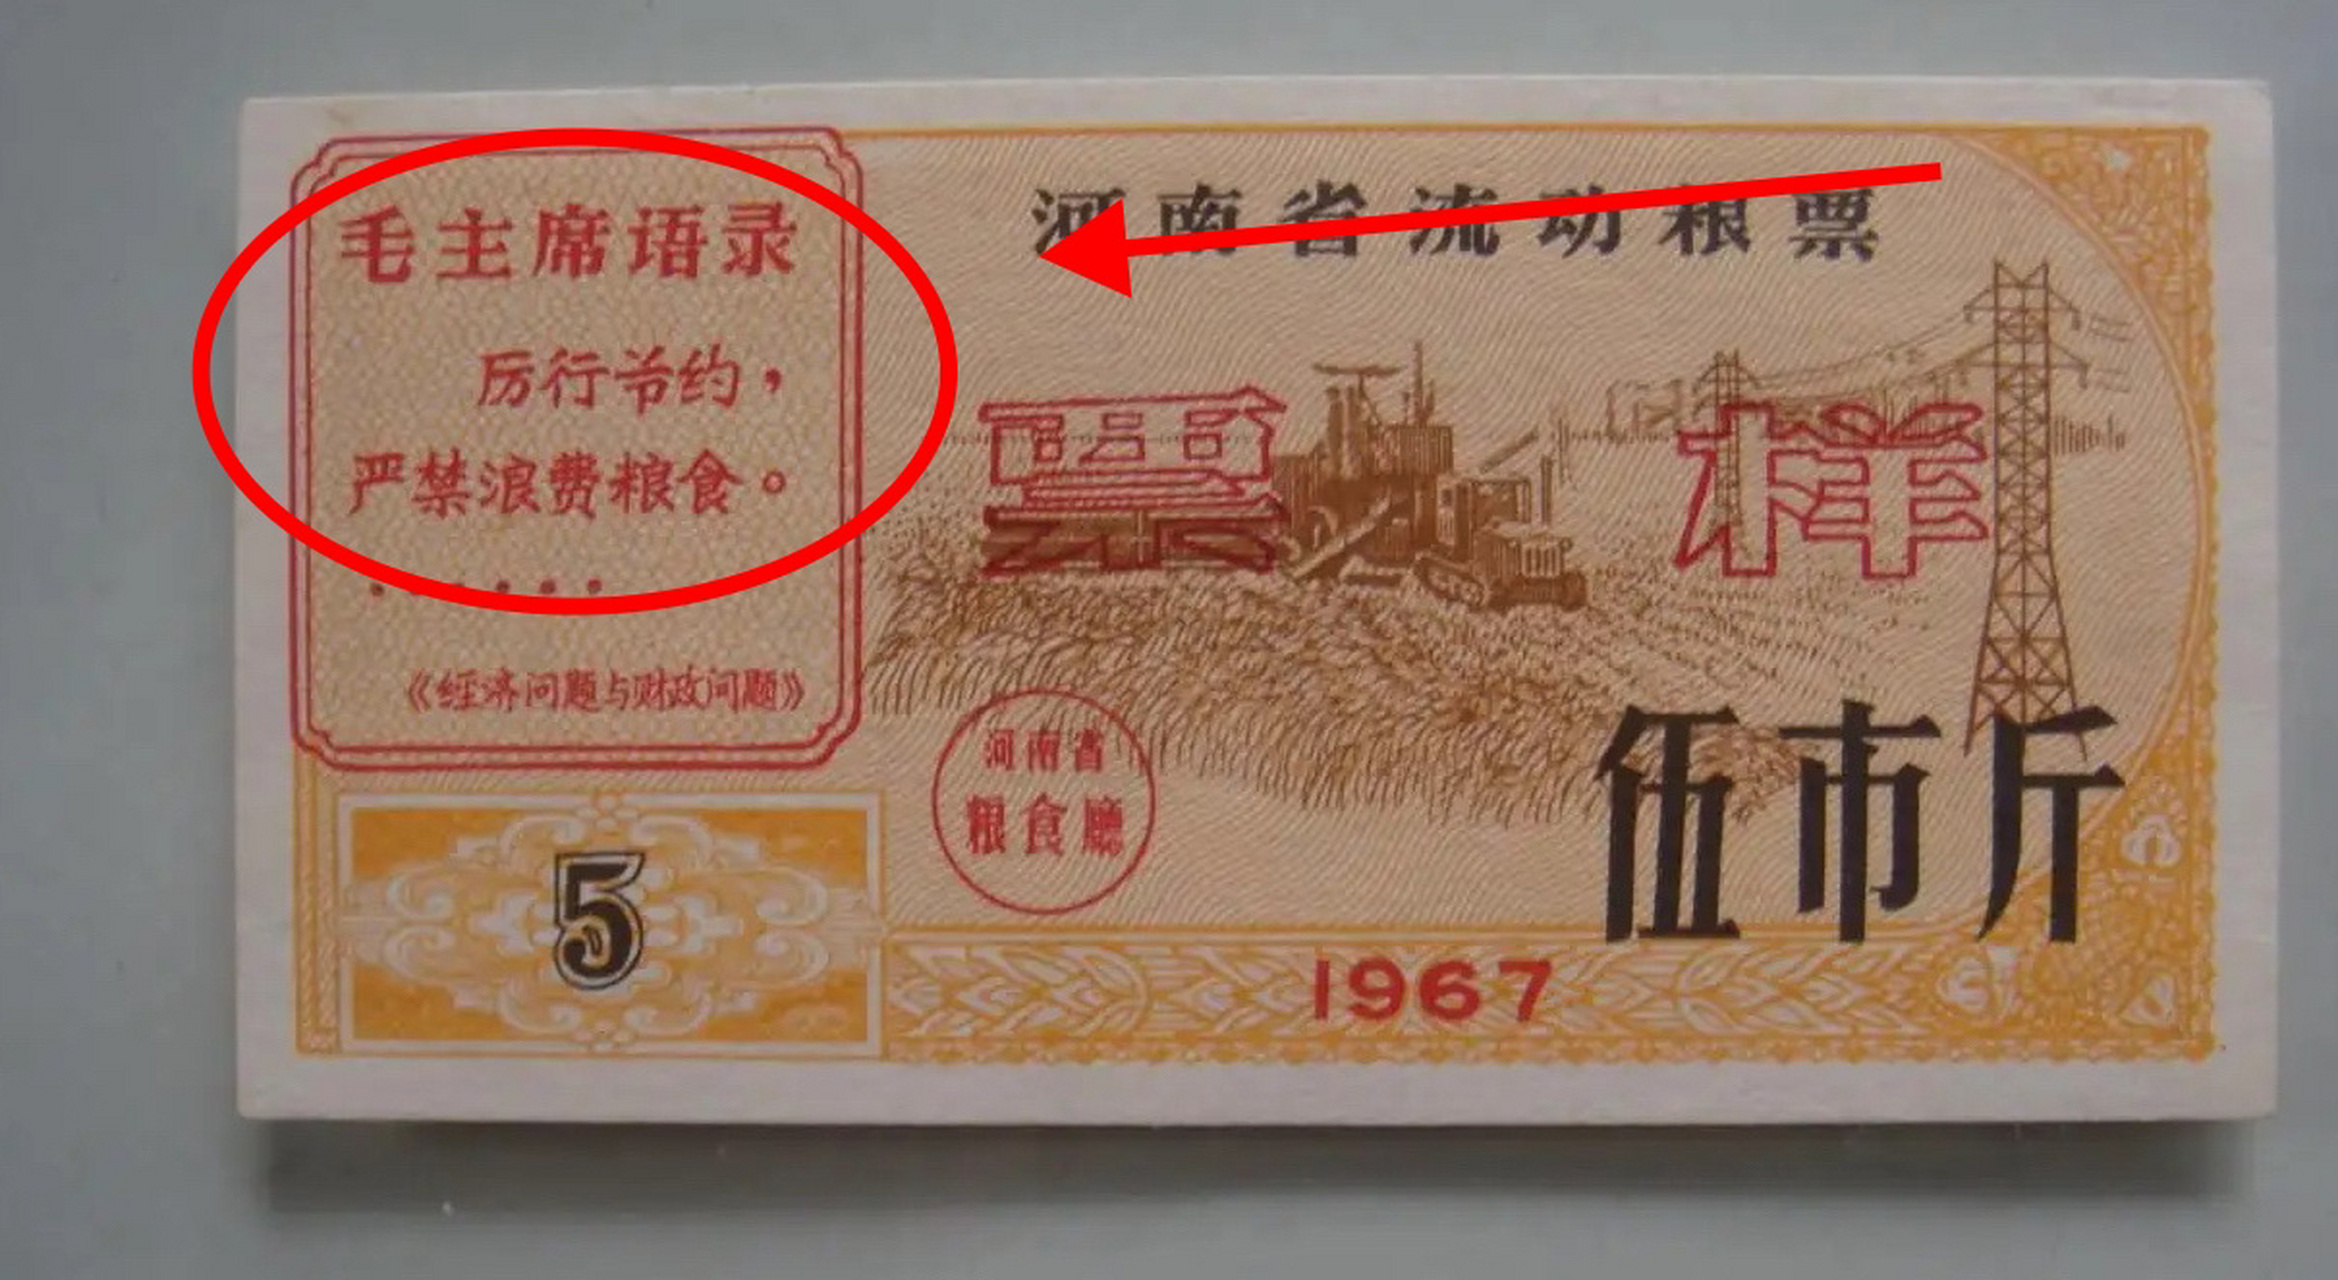 毛主席语录
厉行节约，
严禁浪费粮食。
······
《经济问题与财政问题》
河南省流动粮票
票样
河南省
粮食廳
伍市斤
5
1967